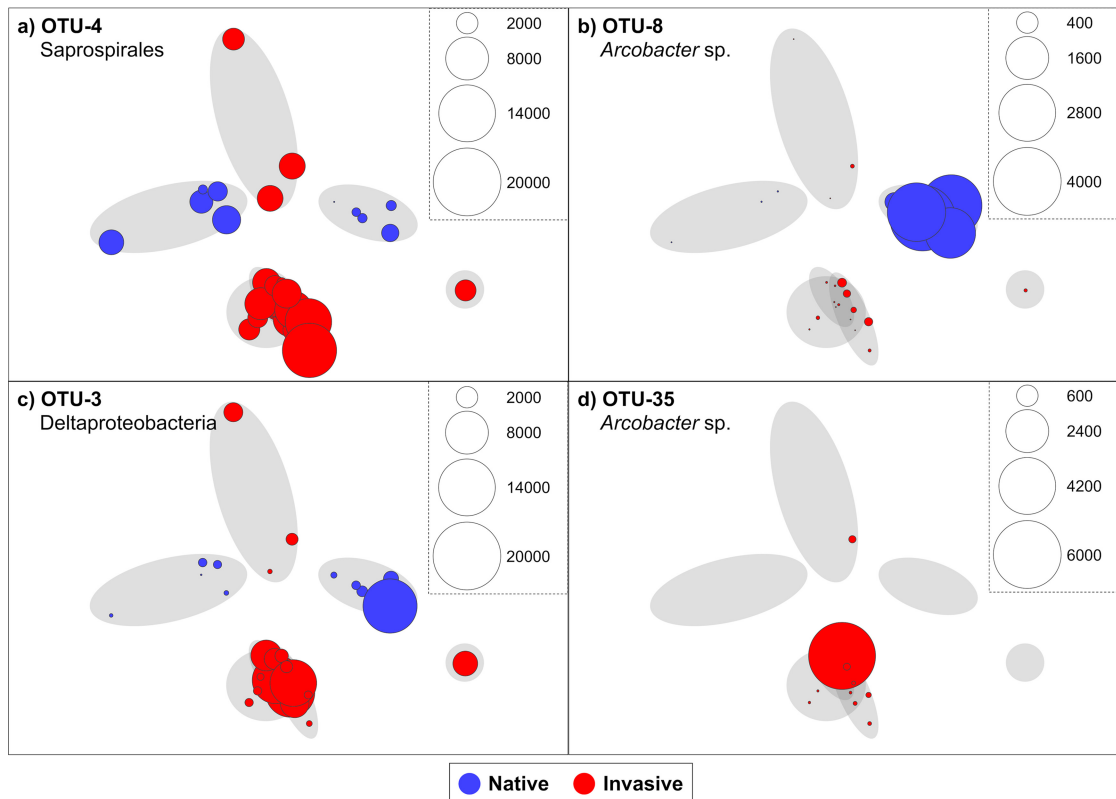 a) OTU-4
Saprospirales
2000
8000
14000
20000
b) OTU-8
Arcobacter sp.
400
1600
2800
4000
c) OTU-3
Deltaproteobacteria
2000
8000
14000
20000
d) OTU-35
Arcobacter sp.
600
2400
4200
6000
Native Invasive